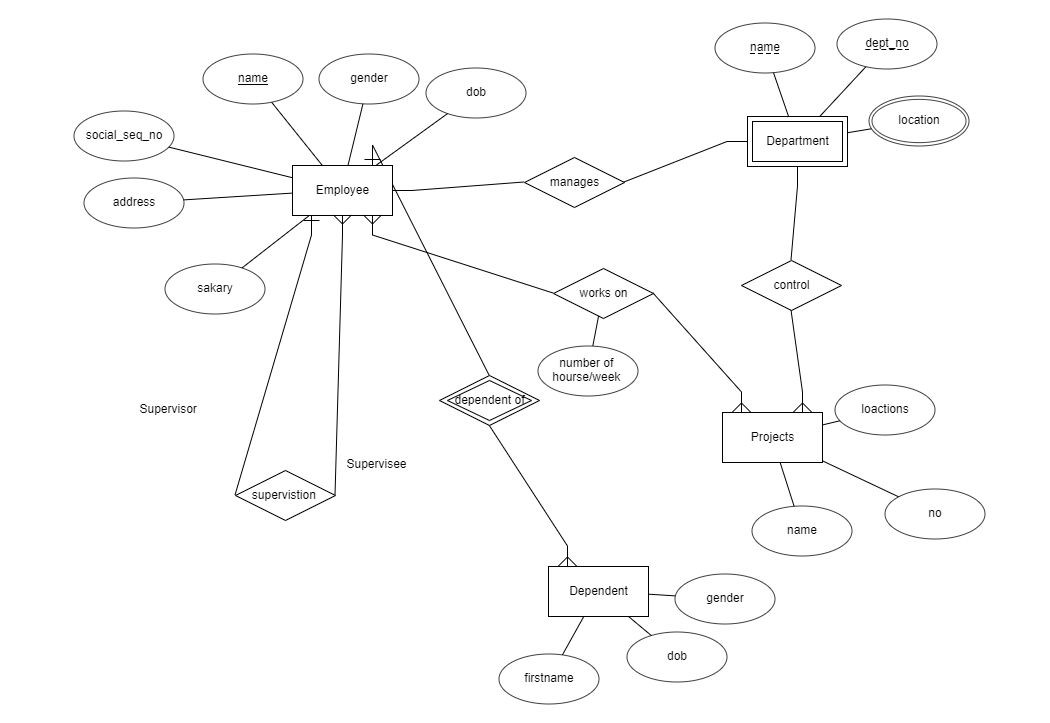 name
dept_no
name
gender
dob
location
social_seq_no
Department
Employee
manages
address
sakary
works on
control
number of
hourse/week
dependent of
Supervisor
loactions
Projects
Supervisee
supervistion
no
name
Dependent
gender
dob
firstname